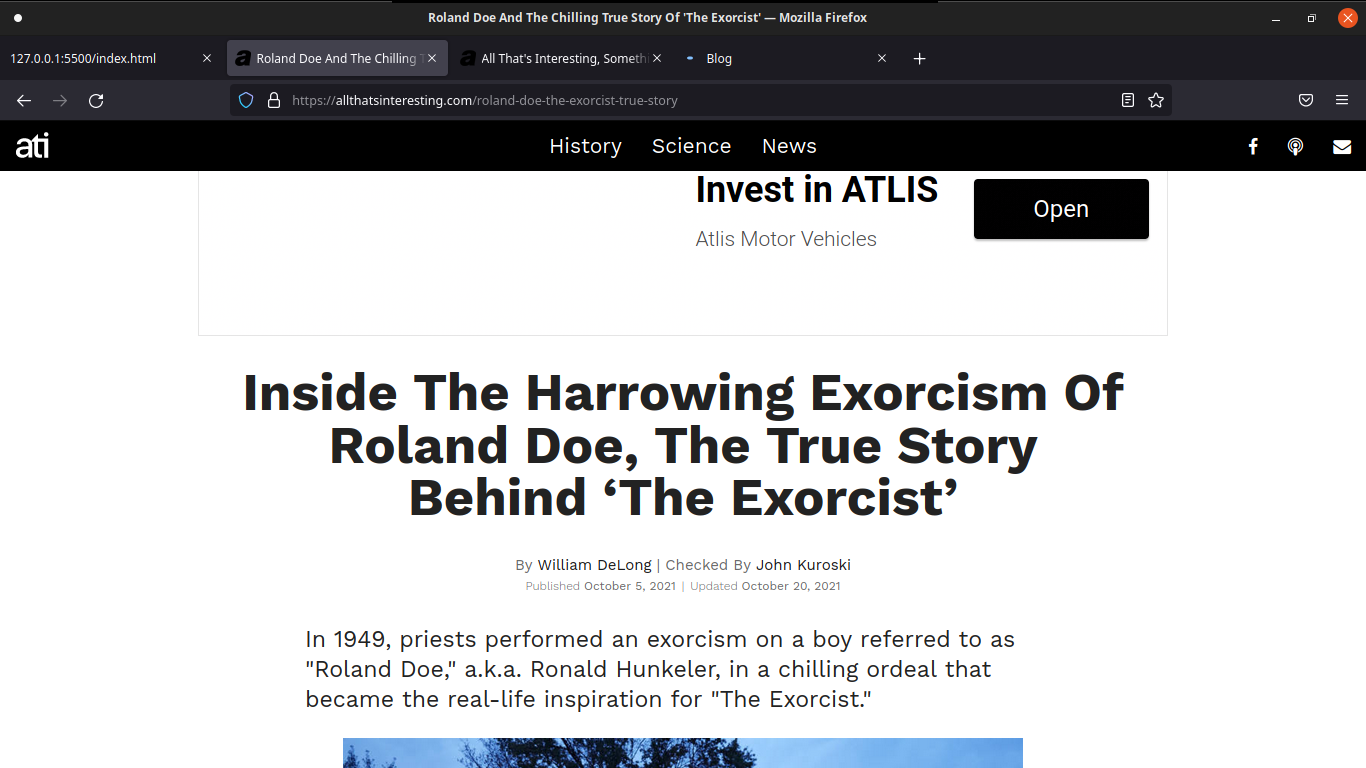 Roland Doe And The Chilling True Story Of 'The Exorcist' — Mozilla Firefox
127.0.0.1:5500/index.html
Roland Doe And The Chilling
All That's Interesting, Someth
Blog
https://allthatsinteresting.com/roland-doe-the-exorcist-true-story
ati
History Science News
Invest in ATLIS
Open
Atlis Motor Vehicles
Inside The Harrowing Exorcism Of
Roland Doe, The True Story
Behind ‘The Exorcist’
By William DeLong | Checked By John Kuroski
Published October 5, 2021 | Updated October 20, 2021
In 1949, priests performed an exorcism on a boy referred to as
"Roland Doe," a.k.a. Ronald Hunkeler, in a chilling ordeal that
became the real-life inspiration for "The Exorcist."